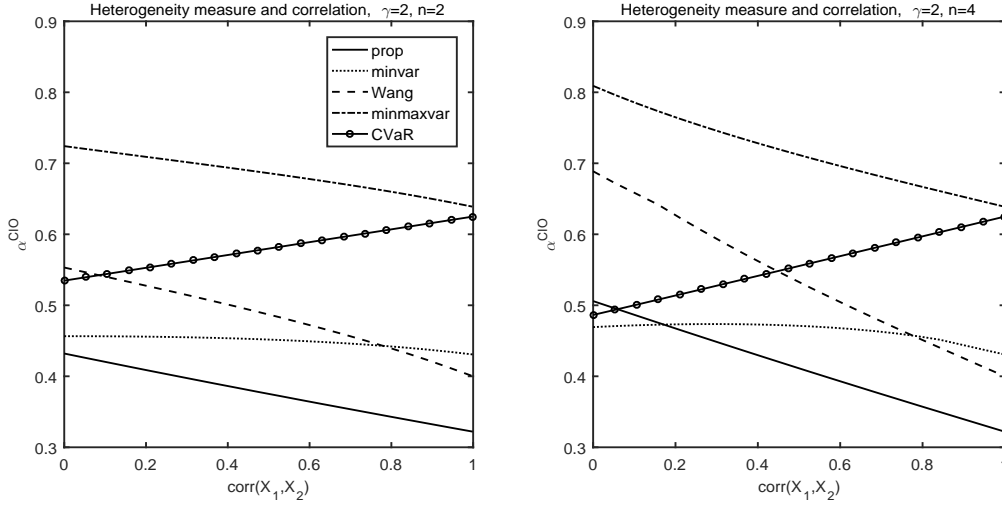 Heterogeneity measure and correlation, γ=2, n=2
prop
minvar
Wang
minmaxvar
CVaR
0.9
0.8
0.7
0.6
0.5
0.4
0.3
α^CIO
0 0.2 0.4 0.6 0.8 1
corr(X_1,X_2)
Heterogeneity measure and correlation, γ=2, n=4
0.9
0.8
0.7
0.6
0.5
0.4
0.3
α^CIO
0 0.2 0.4 0.6 0.8 1
corr(X_1,X_2)